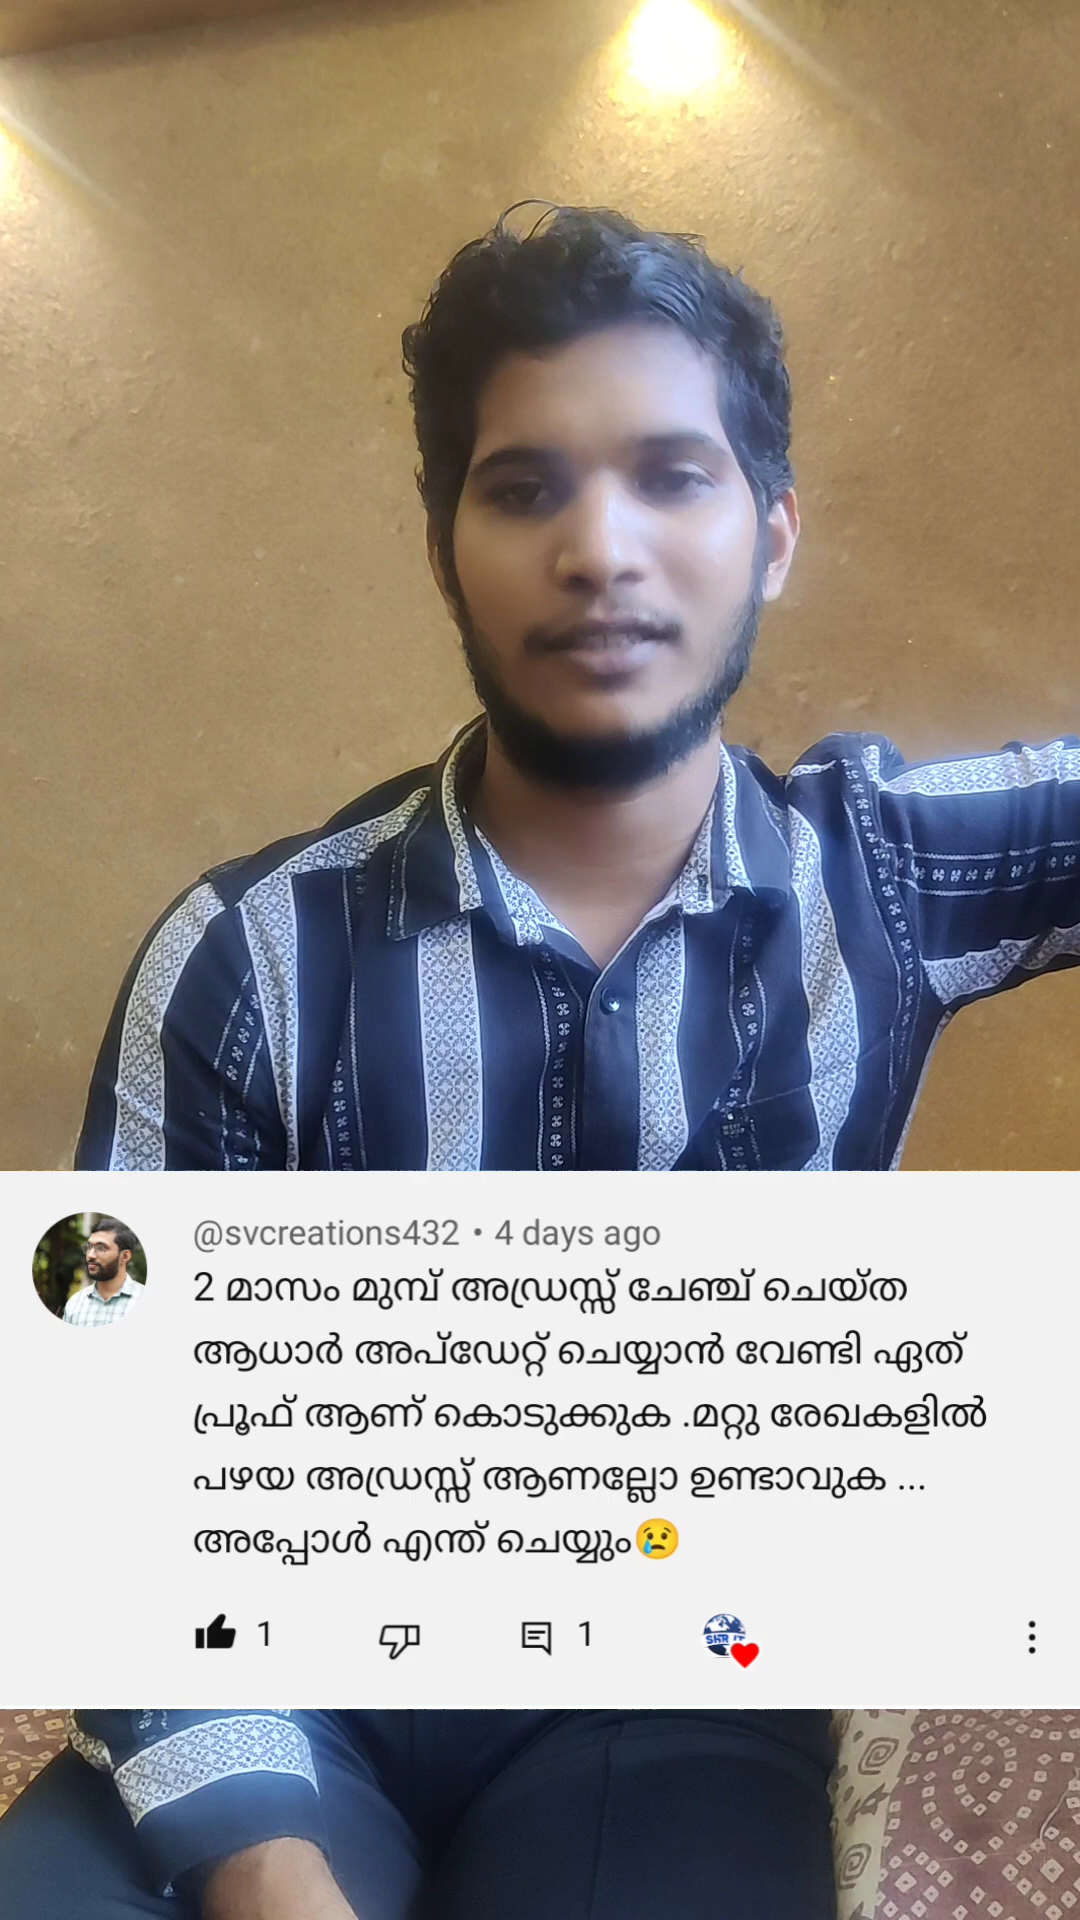 @svcreations432 • 4 days ago
2 മാസം മുമ്പ് അഡ്രസ്സ് ചേഞ്ച് ചെയ്ത
ആധാർ അപ്ഡേറ്റ് ചെയ്യാൻ വേണ്ടി ഏത്
പ്രൂഫ് ആണ് കൊടുക്കുക .മറ്റു രേഖകളിൽ
പഴയ അഡ്രസ്സ് ആണല്ലോ ഉണ്ടാവുക ...
അപ്പോൾ എന്ത് ചെയ്യും😢
1
1